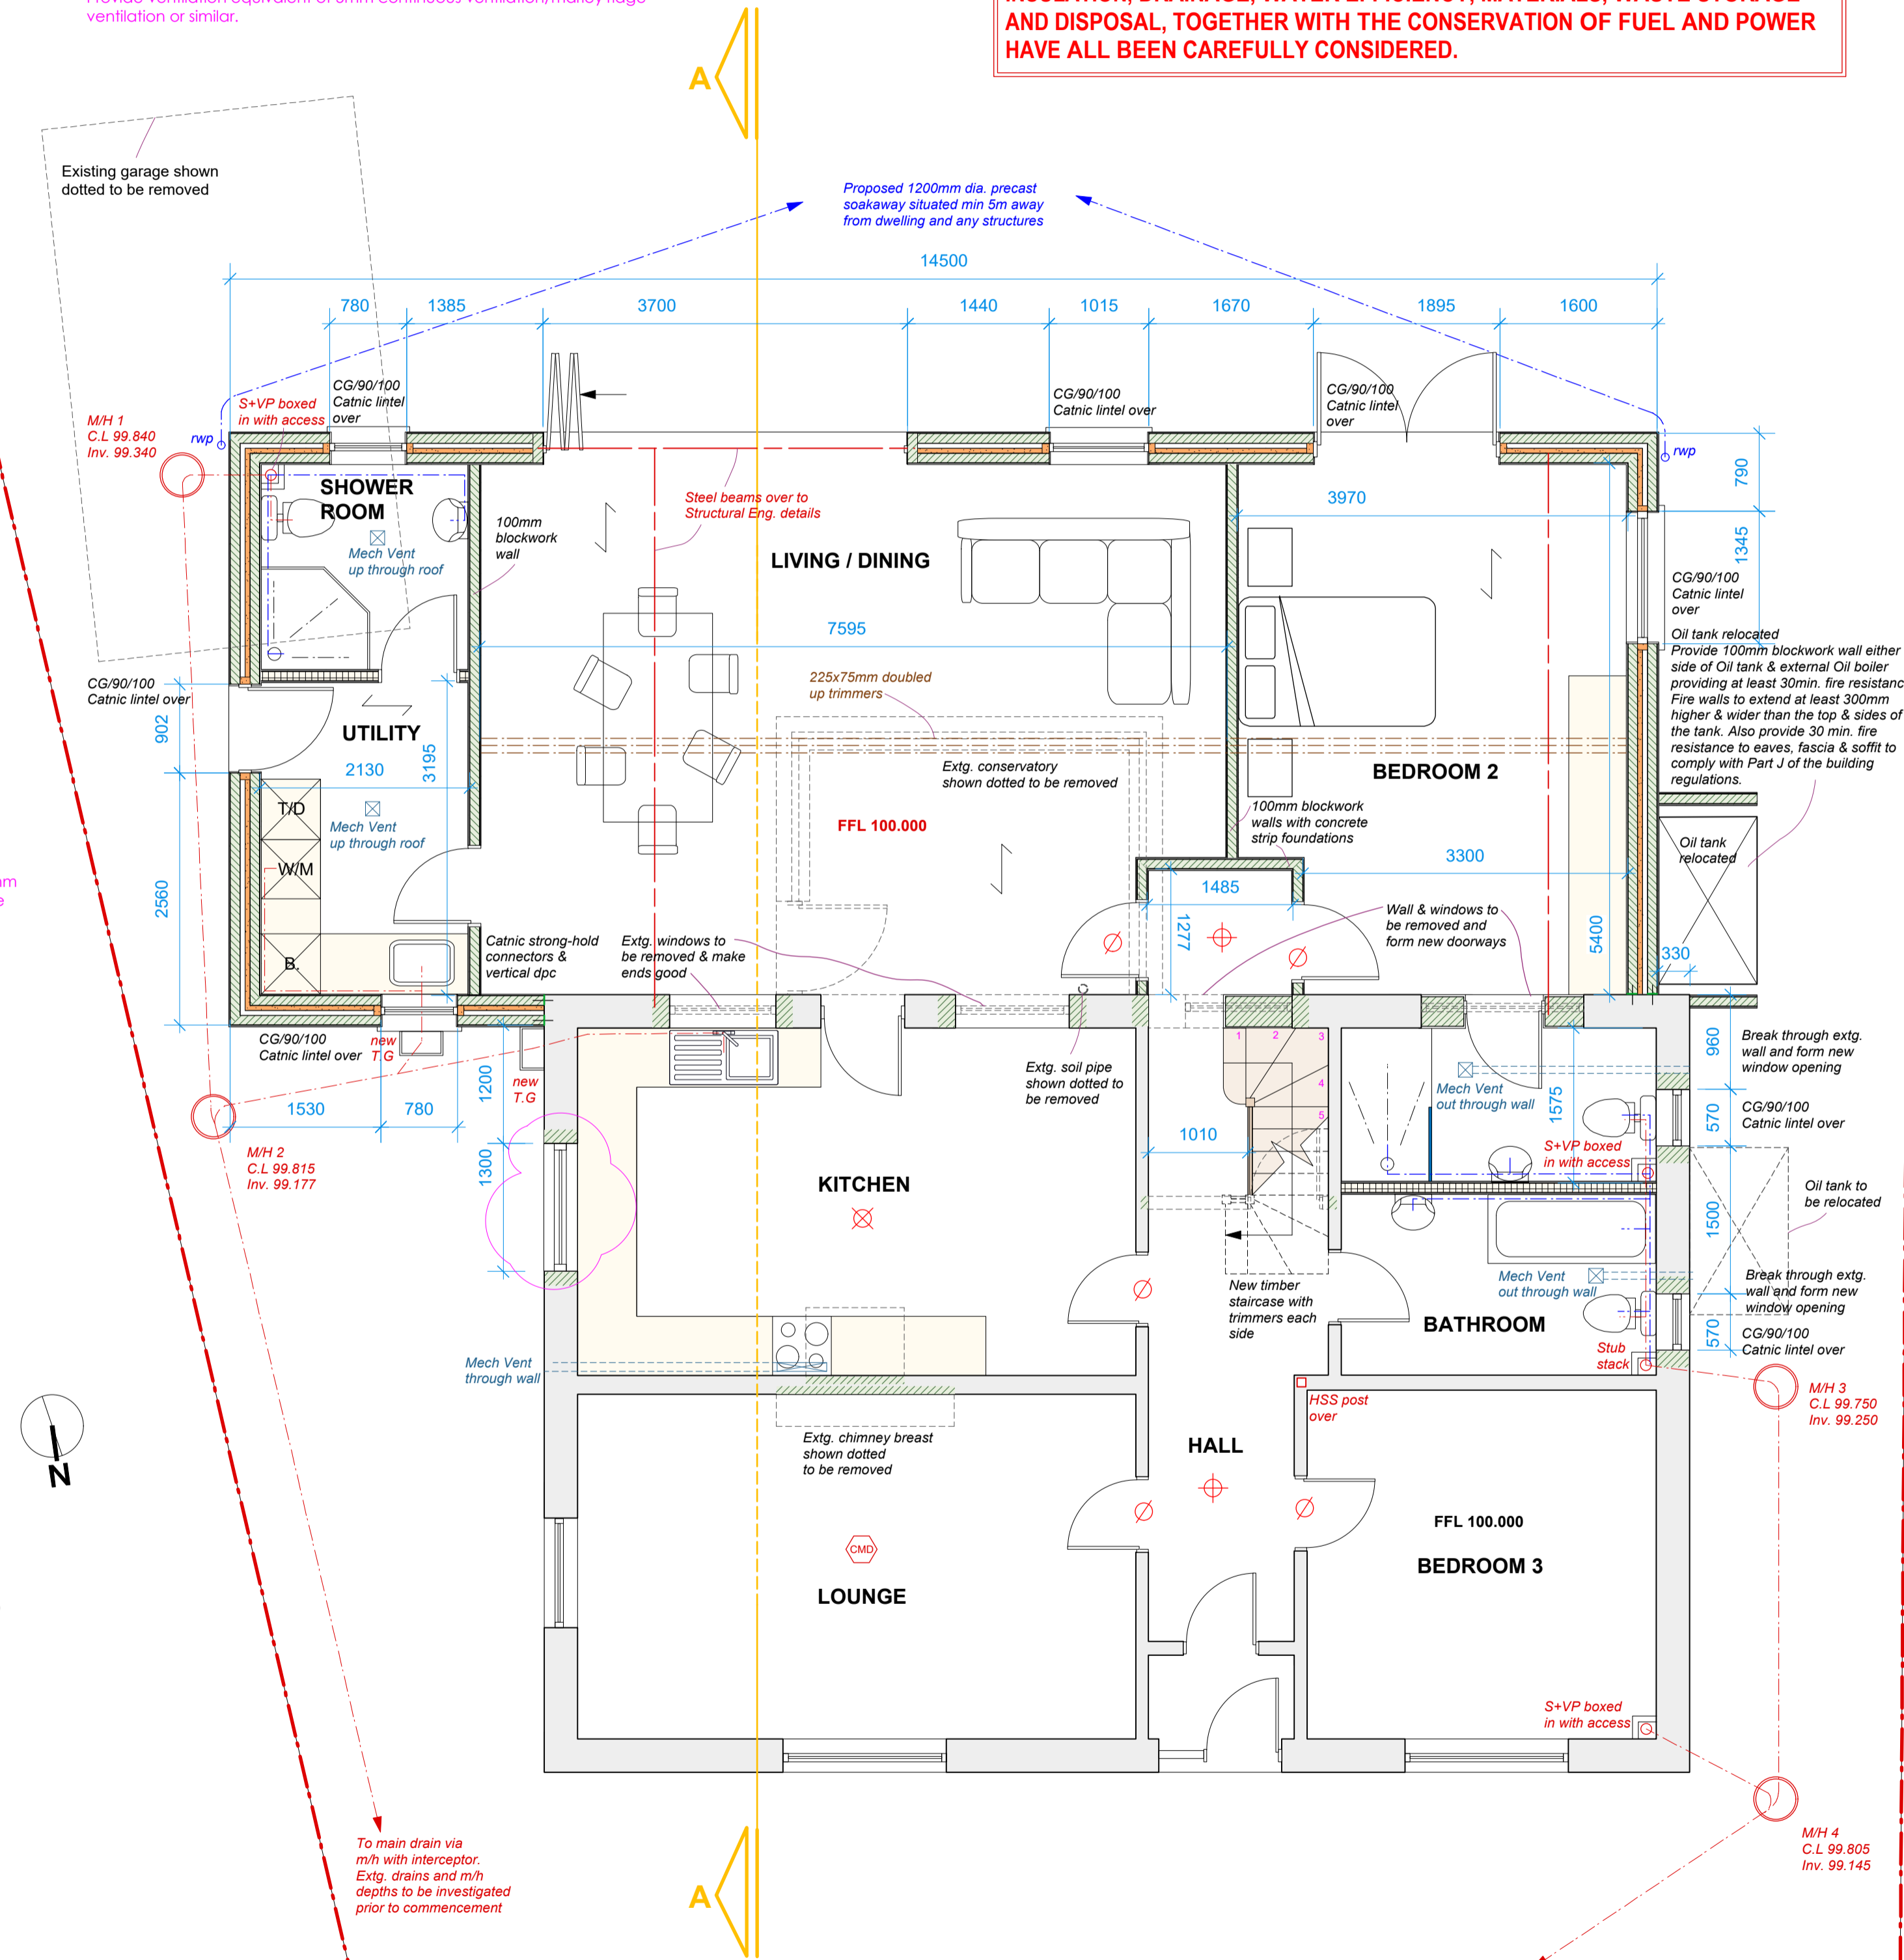 ventilation or similar.
AND DISPOSAL, TOGETHER WITH THE CONSERVATION OF FUEL AND POWER
HAVE ALL BEEN CAREFULLY CONSIDERED.
A
Existing garage shown
dotted to be removed
Proposed 1200mm dia. precast
soakaway situated min 5m away
from dwelling and any structures
14500
780
1385
3700
1440
1015
1670
1895
1600
M/H 1
C.L 99.840
Inv. 99.340
rwp
S+VP boxed
in with access
CG/90/100
Catnic lintel
over
CG/90/100
Catnic lintel over
CG/90/100
Catnic lintel
over
rwp
790
1345
SHOWER
ROOM
Mech Vent
up through roof
100mm
blockwork
wall
Steel beams over to
Structural Eng. details
LIVING / DINING
3970
7595
CG/90/100
Catnic lintel
over
Oil tank relocated
Provide 100mm blockwork wall either
side of Oil tank & external Oil boiler
providing at least 30min. fire resistanc
Fire walls to extend at least 300mm
higher & wider than the top & sides of
the tank. Also provide 30 min. fire
resistance to eaves, fascia & soffit to
comply with Part J of the building
regulations.
CG/90/100
Catnic lintel over
902
UTILITY
2130
3195
225x75mm doubled
up trimmers
Extg. conservatory
shown dotted to be removed
BEDROOM 2
T/D
Mech Vent
up through roof
W/M
B.
2560
FFL 100.000
100mm blockwork
walls with concrete
strip foundations
3300
1485
1277
5400
330
Oil tank
relocated
Wall & windows to
be removed and
form new doorways
Catnic strong-hold
connectors &
vertical dpc
Extg. windows to
be removed & make
ends good
CG/90/100
Catnic lintel over
new
T.G
new
T.G
1530
780
1200
1300
M/H 2
C.L 99.815
Inv. 99.177
Extg. soil pipe
shown dotted to
be removed
1
2
3
4
5
1010
Mech Vent
out through wall
1575
S+VP boxed
in with access
960
570
1500
570
Break through extg.
wall and form new
window opening
CG/90/100
Catnic lintel over
Oil tank to
be relocated
Break through extg.
wall and form new
window opening
CG/90/100
Catnic lintel over
KITCHEN
New timber
staircase with
trimmers each
side
Mech Vent
out through wall
BATHROOM
Stub
stack
Mech Vent
through wall
HSS post
over
M/H 3
C.L 99.750
Inv. 99.250
Extg. chimney breast
shown dotted
to be removed
HALL
N
CMD
LOUNGE
FFL 100.000
BEDROOM 3
S+VP boxed
in with access
M/H 4
C.L 99.805
Inv. 99.145
To main drain via
m/h with interceptor.
Extg. drains and m/h
depths to be investigated
prior to commencement
A